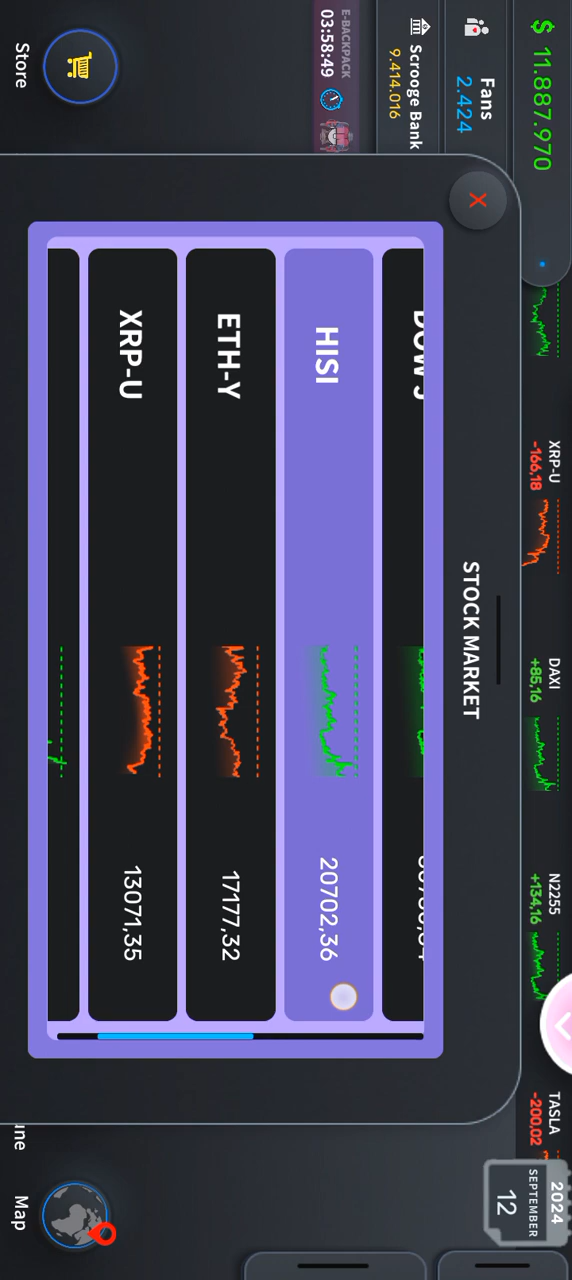 $ 11.887.970
Fans
2.424
Scrooge Bank
9.414.016
E-BACKPACK
03:58:49
Store
XRP-U
-166,18
DAXI
+85,16
N2255
+134,16
TASLA
-200,02
2024
SEPTEMBER
12
STOCK MARKET
HISI
20702,36
ETH-Y
17177,32
XRP-U
13071,35
Map